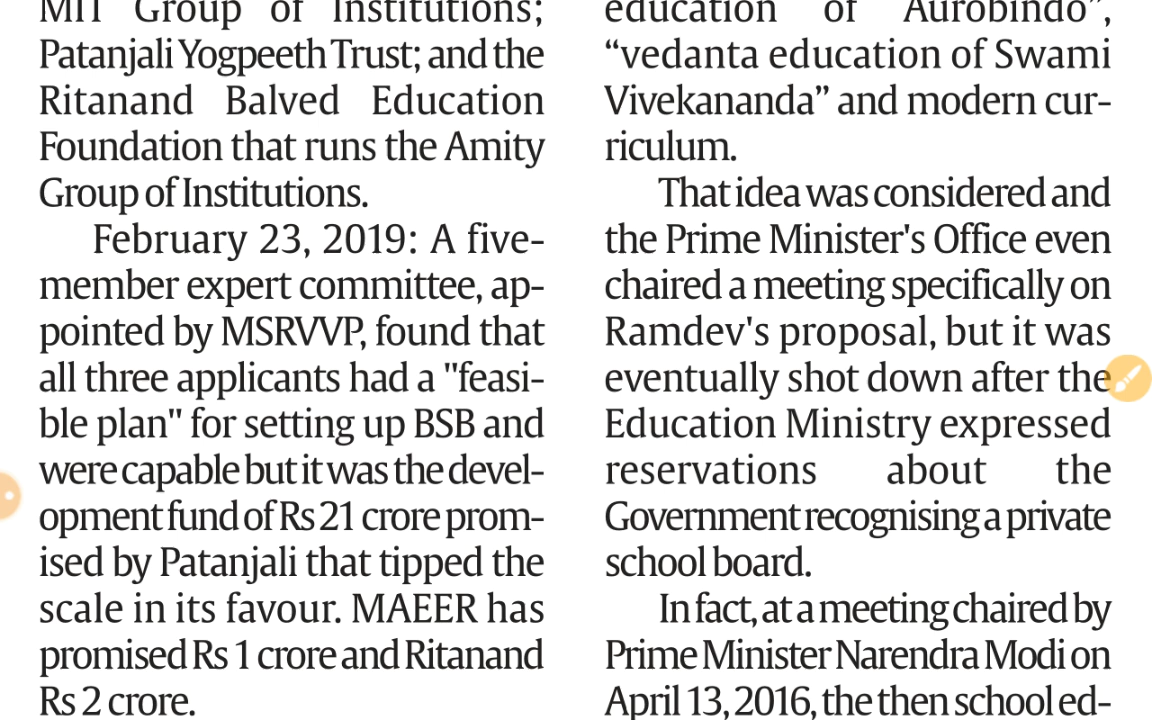 MIT Group of Institutions;
Patanjali Yogpeeth Trust; and the
Ritanand Balved Education
Foundation that runs the Amity
Group of Institutions.
February 23, 2019: A five-
member expert committee, ap-
pointed by MSRVVP, found that
all three applicants had a "feasi-
ble plan" for setting up BSB and
were capable but it was the devel-
opment fund of Rs 21 crore prom-
ised by Patanjali that tipped the
scale in its favour. MAEER has
promised Rs 1 crore and Ritanand
Rs 2 crore.
education of Aurobindo”,
“vedanta education of Swami
Vivekananda” and modern cur-
riculum.
That idea was considered and
the Prime Minister's Office even
chaired a meeting specifically on
Ramdev's proposal, but it was
eventually shot down after the
Education Ministry expressed
reservations about the
Government recognising a private
school board.
In fact, at a meeting chaired by
Prime Minister Narendra Modi on
April 13, 2016, the then school ed-